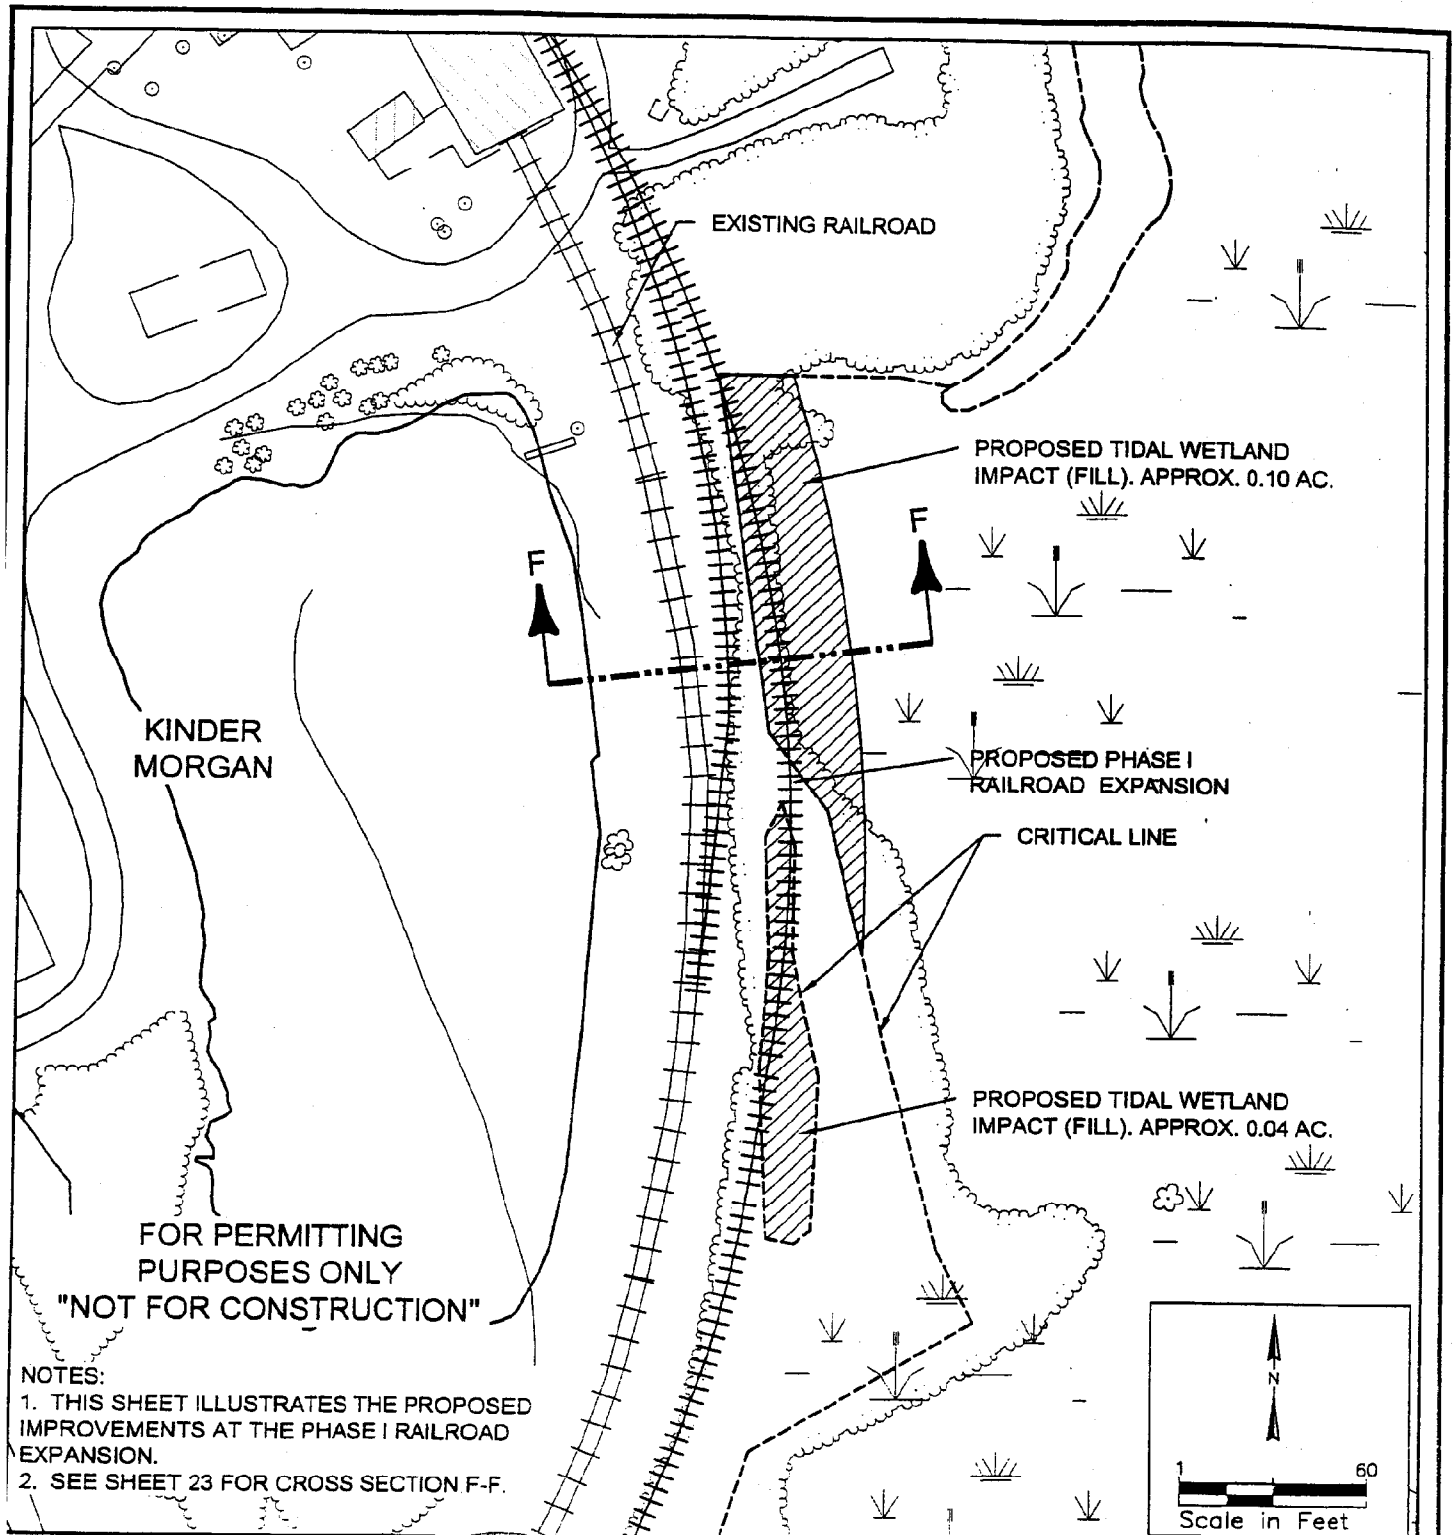 EXISTING RAILROAD
PROPOSED TIDAL WETLAND
IMPACT (FILL). APPROX. 0.10 AC.
F
F
KINDER
MORGAN
PROPOSED PHASE I
RAILROAD EXPANSION
CRITICAL LINE
PROPOSED TIDAL WETLAND
IMPACT (FILL). APPROX. 0.04 AC.
FOR PERMITTING
PURPOSES ONLY
"NOT FOR CONSTRUCTION"
NOTES:
1. THIS SHEET ILLUSTRATES THE PROPOSED
IMPROVEMENTS AT THE PHASE I RAILROAD
EXPANSION.
2. SEE SHEET 23 FOR CROSS SECTION F-F.
N
1 60
Scale in Feet